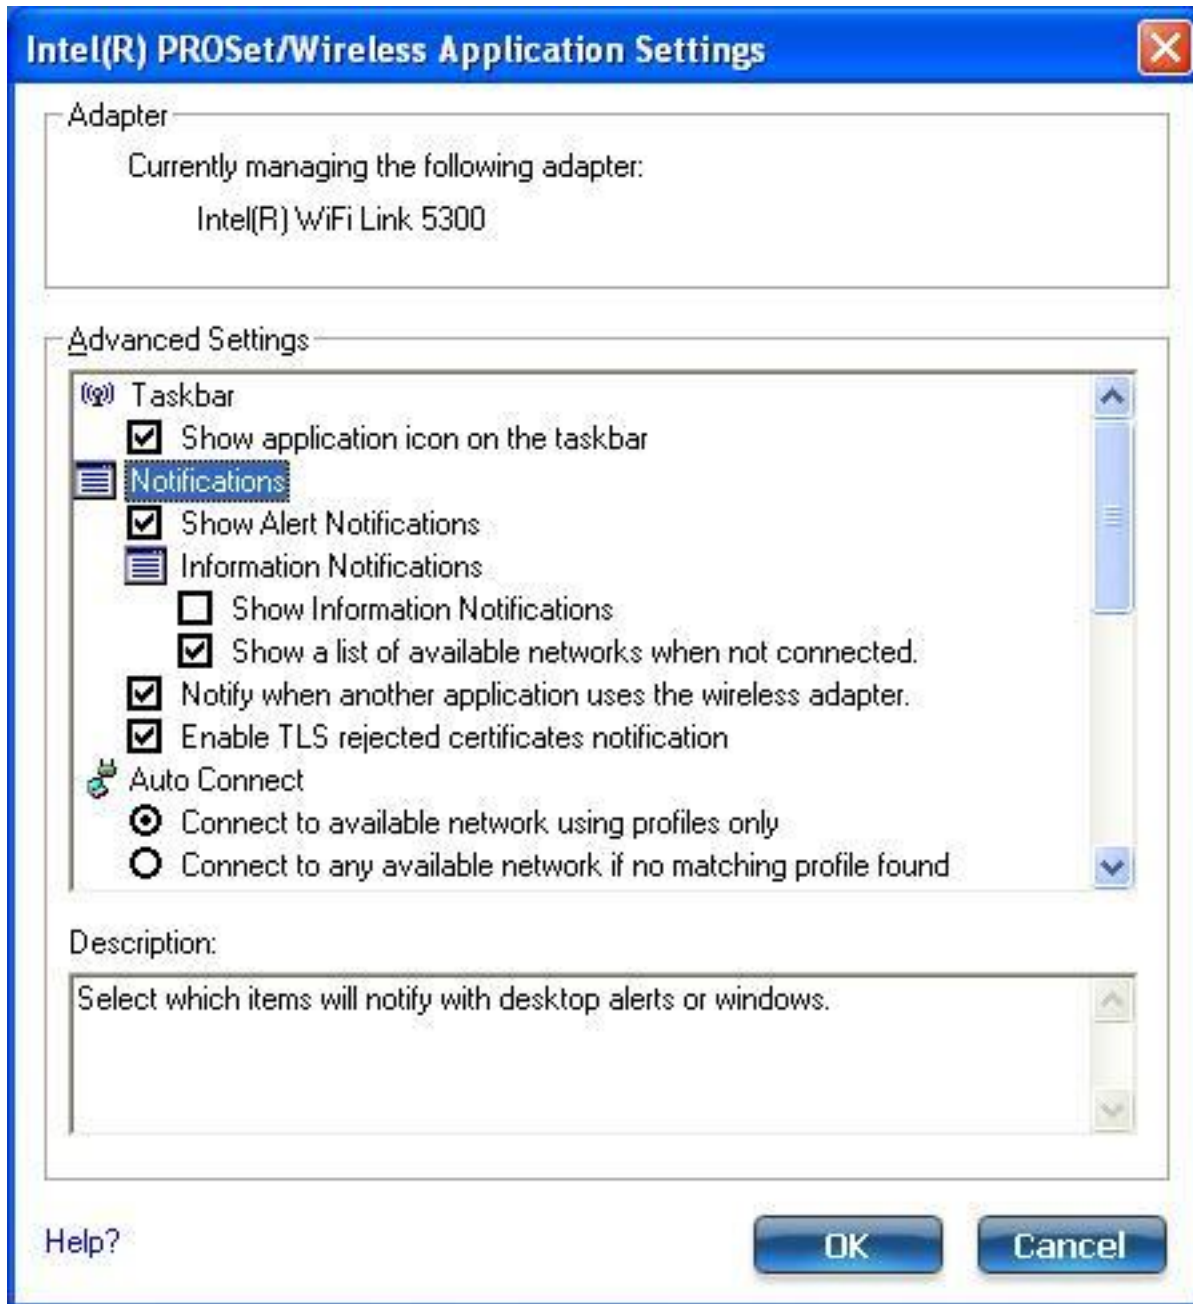 Intel(R) PROSet/Wireless Application Settings
Adapter
Currently managing the following adapter:
Intel(R) WiFi Link 5300
Advanced Settings
Taskbar
Show application icon on the taskbar
Notifications
Show Alert Notifications
Information Notifications
Show Information Notifications
Show a list of available networks when not connected.
Notify when another application uses the wireless adapter.
Enable TLS rejected certificates notification
Auto Connect
Connect to available network using profiles only
Connect to any available network if no matching profile found
Description:
Select which items will notify with desktop alerts or windows.
Help?
OK
Cancel